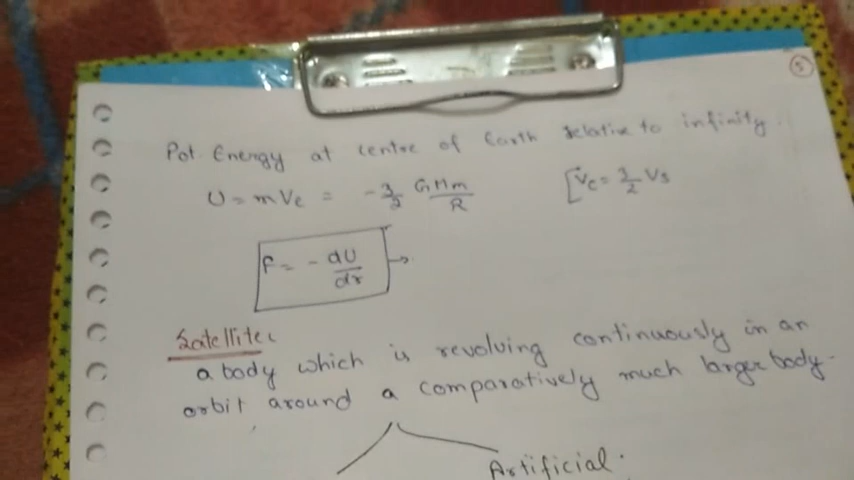 5
Pot. Energy at centre of Earth relative to infinity.
U = mVc = -3/2 GMm/R [Vc = 3/2 Vs
F = - dU/dr →
Satellite:
a body which is revolving continuously in an
orbit around a comparatively much larger body.
Artificial.